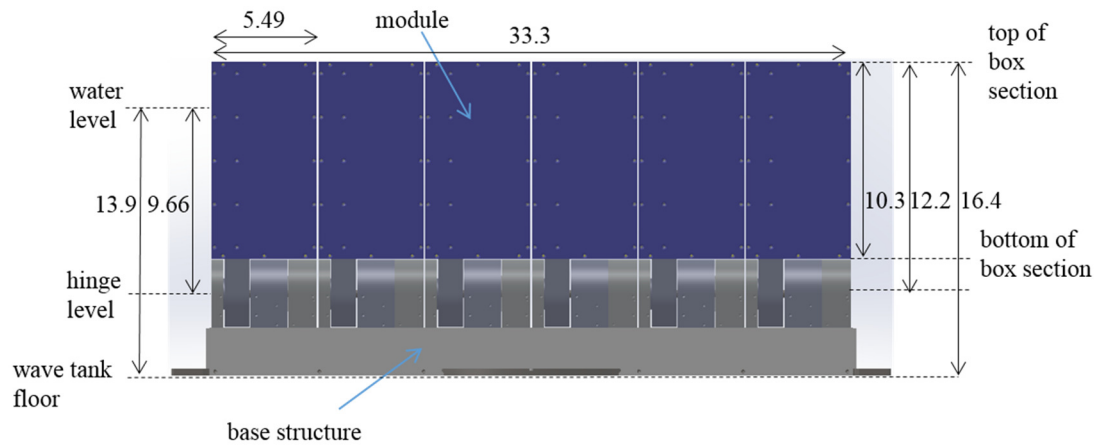 5.49
module
33.3
top of
box
section
water
level
13.9
9.66
10.3
12.2
16.4
hinge
level
bottom of
box section
wave tank
floor
base structure